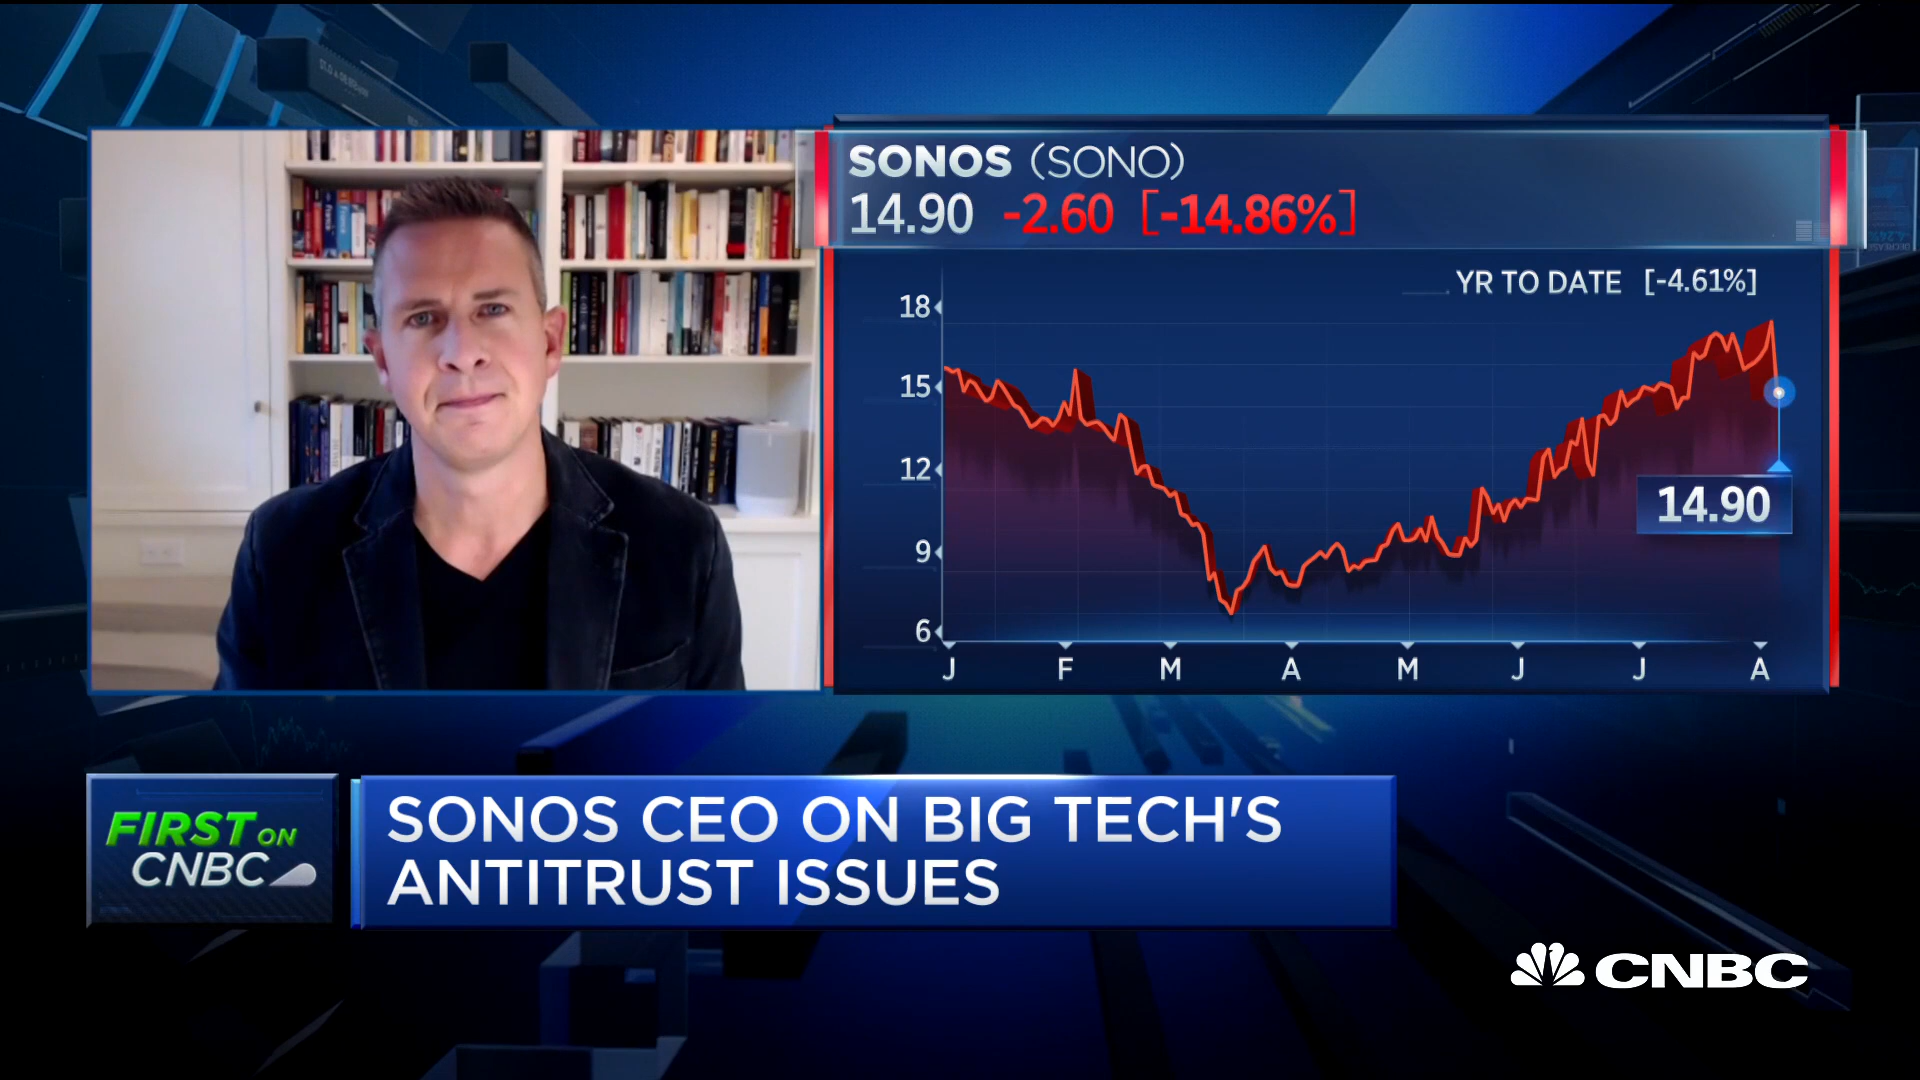 SONOS (SONO)
14.90 -2.60 [-14.86%]
YR TO DATE [-4.61%]
18
15
12
9
6
14.90
J F M A M J J A
FIRST ON
CNBC
SONOS CEO ON BIG TECH'S
ANTITRUST ISSUES
CNBC